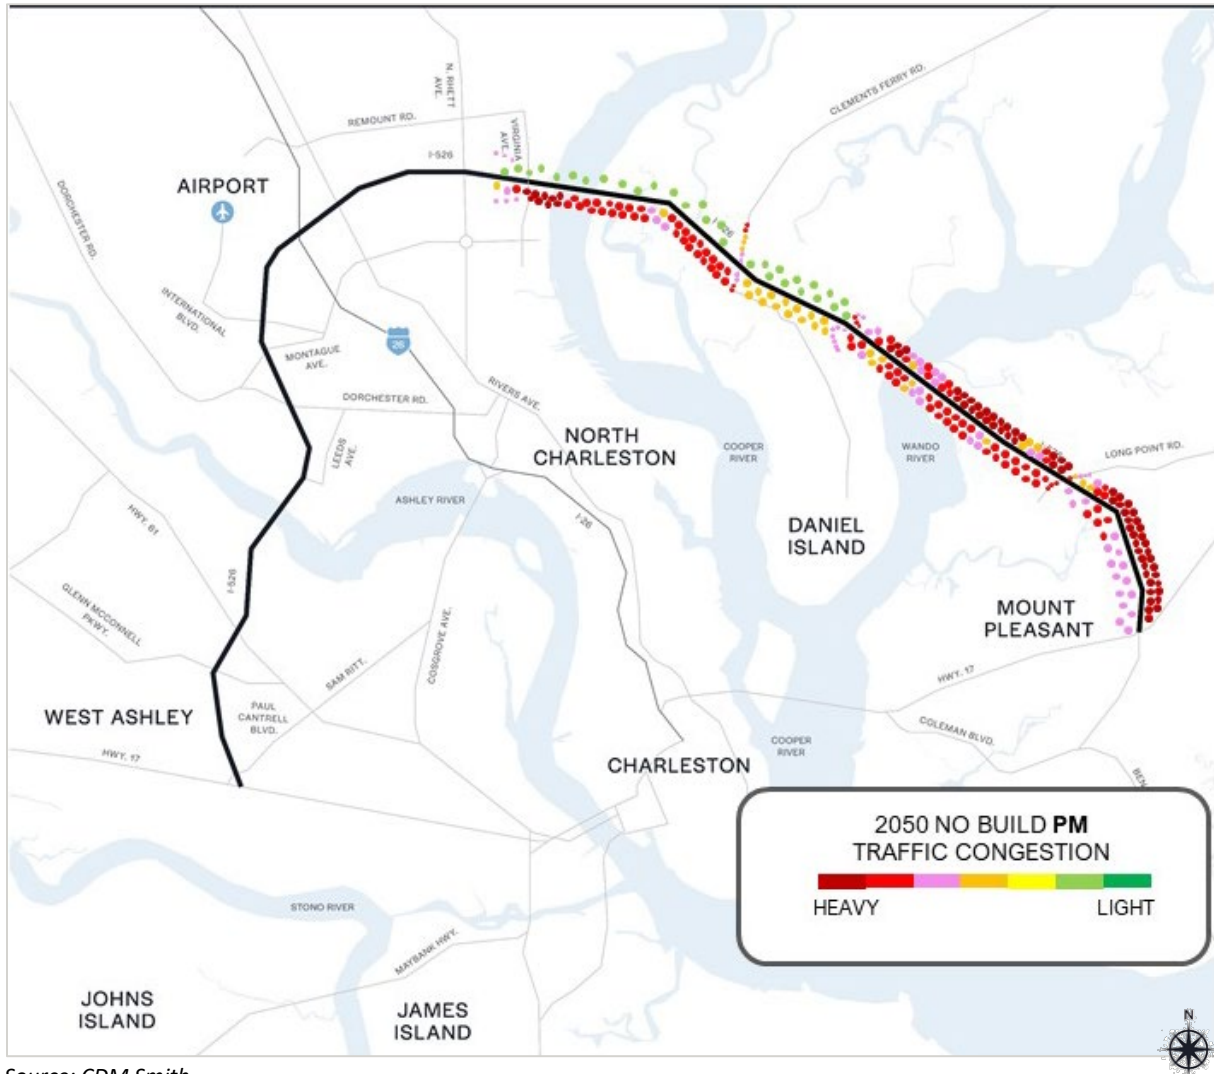 N. RHETT
AVE.
REMOUNT RD.
VIRGINIA
AVE.
CLEMENTS FERRY RD.
I-526
AIRPORT
DORCHESTER RD.
INTERNATIONAL
BLVD.
26
MONTAGUE
AVE.
DORCHESTER RD.
RIVERS AVE.
LEEDS
AVE.
NORTH
CHARLESTON
COOPER
RIVER
WANDO
RIVER
LONG POINT RD.
ASHLEY RIVER
HWY. 61
I-26
DANIEL
ISLAND
I-526
GLENN MCCONNELL
PKWY.
COSGROVE AVE.
MOUNT
PLEASANT
SAM RITT.
HWY. 17
WEST ASHLEY
PAUL
CANTRELL
BLVD.
COLEMAN BLVD.
HWY. 17
COOPER
RIVER
CHARLESTON
BEN
2050 NO BUILD PM
TRAFFIC CONGESTION
HEAVY
LIGHT
STONO RIVER
MAYBANK HWY.
JOHNS
ISLAND
JAMES
ISLAND
N
Source: CDM Smith